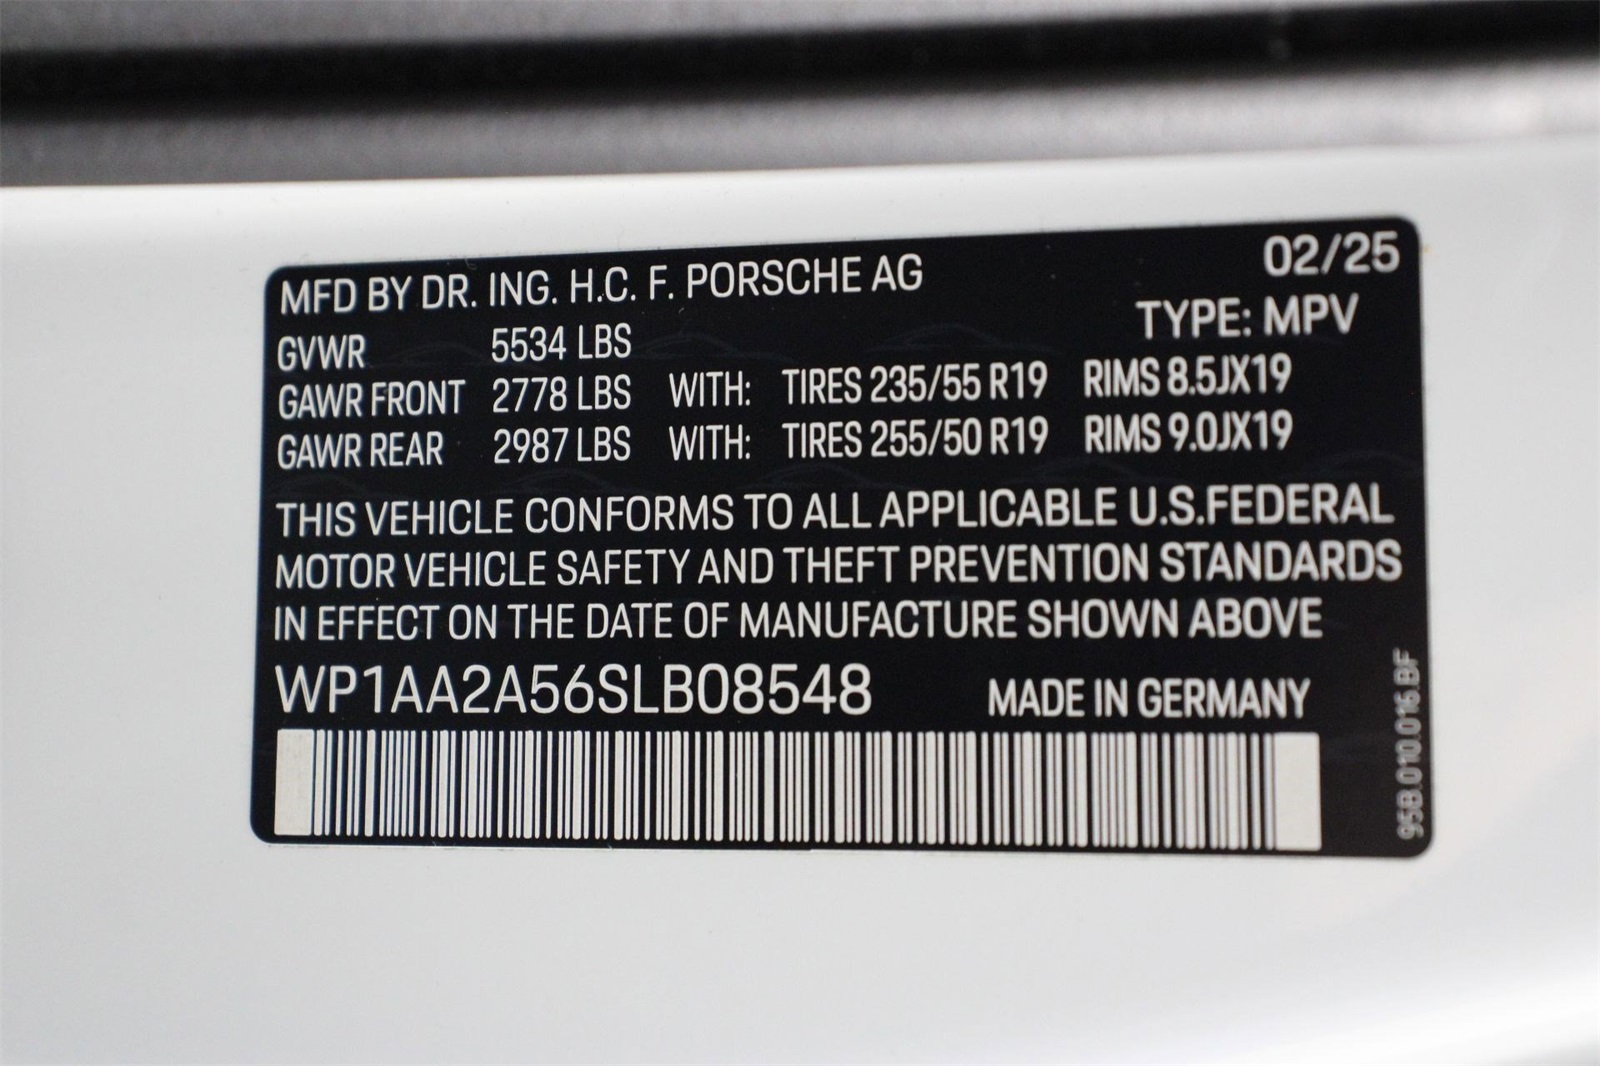 MFD BY DR. ING. H.C. F. PORSCHE AG 02/25
TYPE: MPV
GVWR 5534 LBS
GAWR FRONT 2778 LBS WITH: TIRES 235/55 R19 RIMS 8.5JX19
GAWR REAR 2987 LBS WITH: TIRES 255/50 R19 RIMS 9.0JX19
THIS VEHICLE CONFORMS TO ALL APPLICABLE U.S.FEDERAL
MOTOR VEHICLE SAFETY AND THEFT PREVENTION STANDARDS
IN EFFECT ON THE DATE OF MANUFACTURE SHOWN ABOVE
WP1AA2A56SLB08548 MADE IN GERMANY
95B.010.016.BF